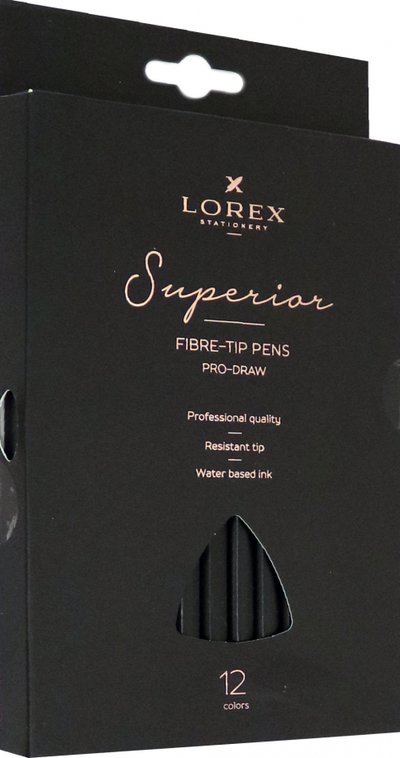 LOREX
STATIONERY
Superior
FIBRE-TIP PENS
PRO-DRAW
Professional quality
Resistant tip
Water based ink
12
colors